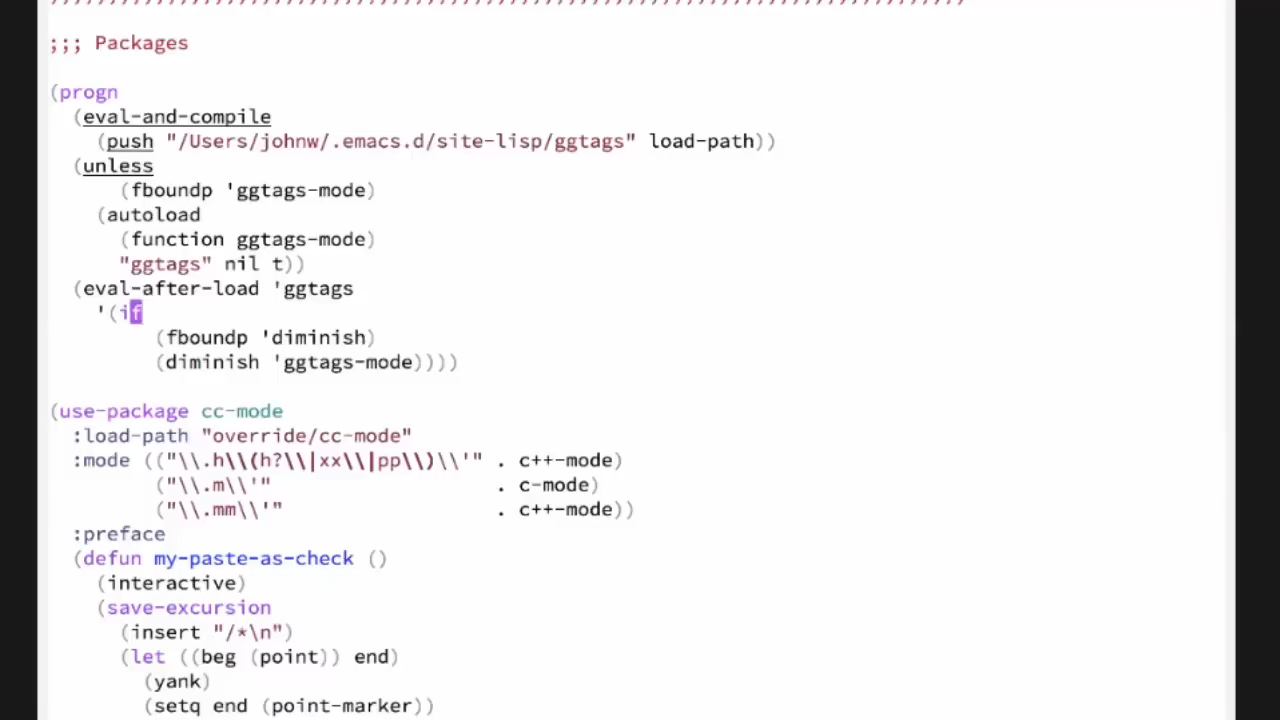 ;;; Packages
(progn
  (eval-and-compile
    (push "/Users/johnw/.emacs.d/site-lisp/ggtags" load-path))
  (unless
      (fboundp 'ggtags-mode)
    (autoload
      (function ggtags-mode)
      "ggtags" nil t))
  (eval-after-load 'ggtags
    '(if
         (fboundp 'diminish)
         (diminish 'ggtags-mode))))
(use-package cc-mode
  :load-path "override/cc-mode"
  :mode (("\\.h\\(h?\\|xx\\|pp\\)\\'" . c++-mode)
         ("\\.m\\'"                   . c-mode)
         ("\\.mm\\'"                  . c++-mode))
  :preface
  (defun my-paste-as-check ()
    (interactive)
    (save-excursion
      (insert "/*\n")
      (let ((beg (point)) end)
        (yank)
        (setq end (point-marker))